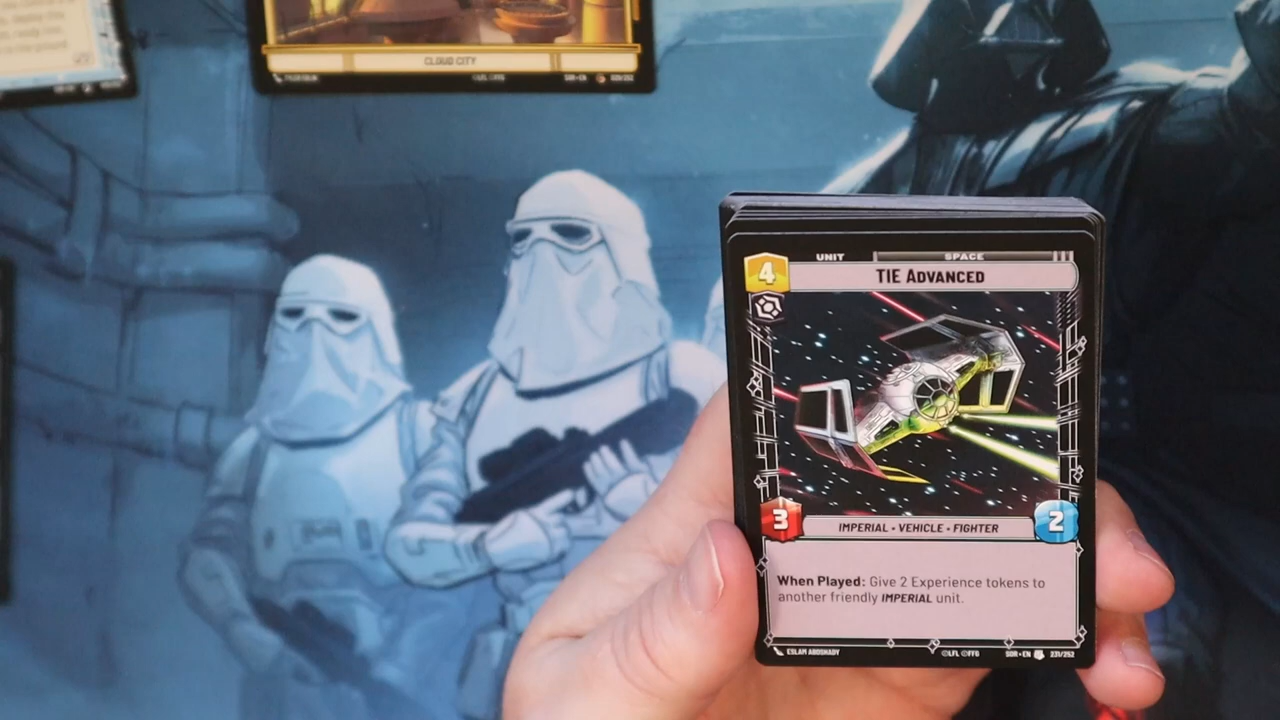 CLOUD CITY
4
UNIT
SPACE
TIE ADVANCED
3
IMPERIAL • VEHICLE • FIGHTER
2
When Played: Give 2 Experience tokens to
another friendly IMPERIAL unit.
ESLAM ABOSHADY
©LFL ©FFG
SOR • EN
231/252